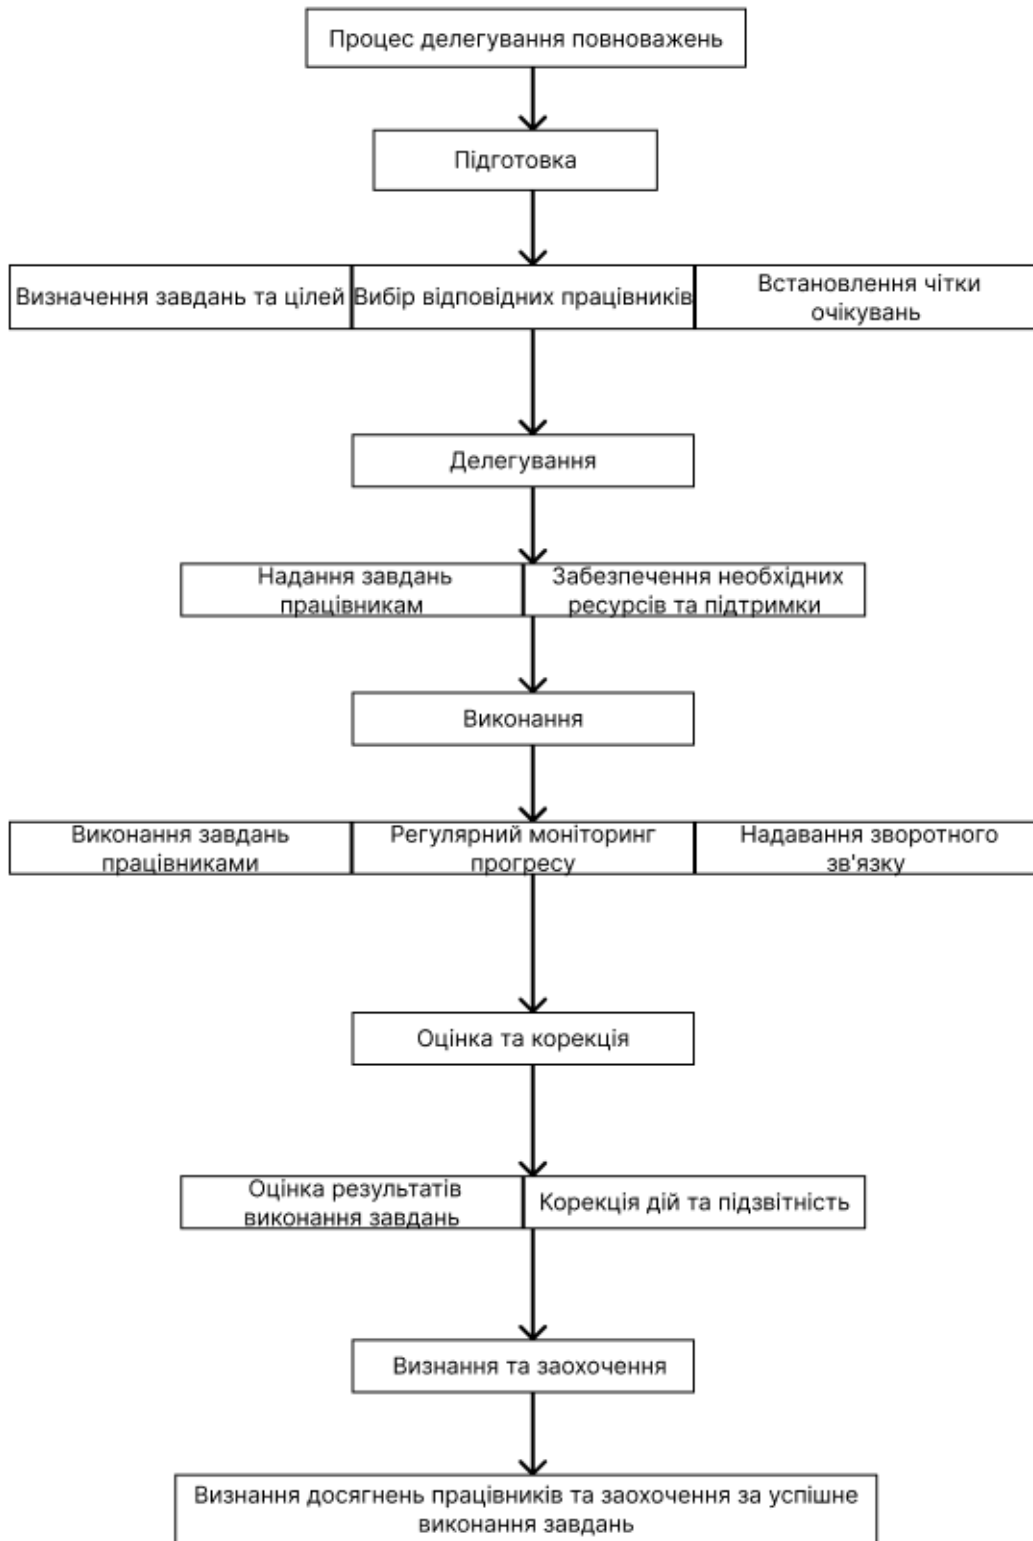 Процес делегування повноважень
Підготовка
Визначення завдань та цілей
Вибір відповідних працівників
Встановлення чітки
очікувань
Делегування
Надання завдань
працівникам
Забезпечення необхідних
ресурсів та підтримки
Виконання
Виконання завдань
працівниками
Регулярний моніторинг
прогресу
Надавання зворотного
зв'язку
Оцінка та корекція
Оцінка результатів
виконання завдань
Корекція дій та підзвітність
Визнання та заохочення
Визнання досягнень працівників та заохочення за успішне
виконання завдань